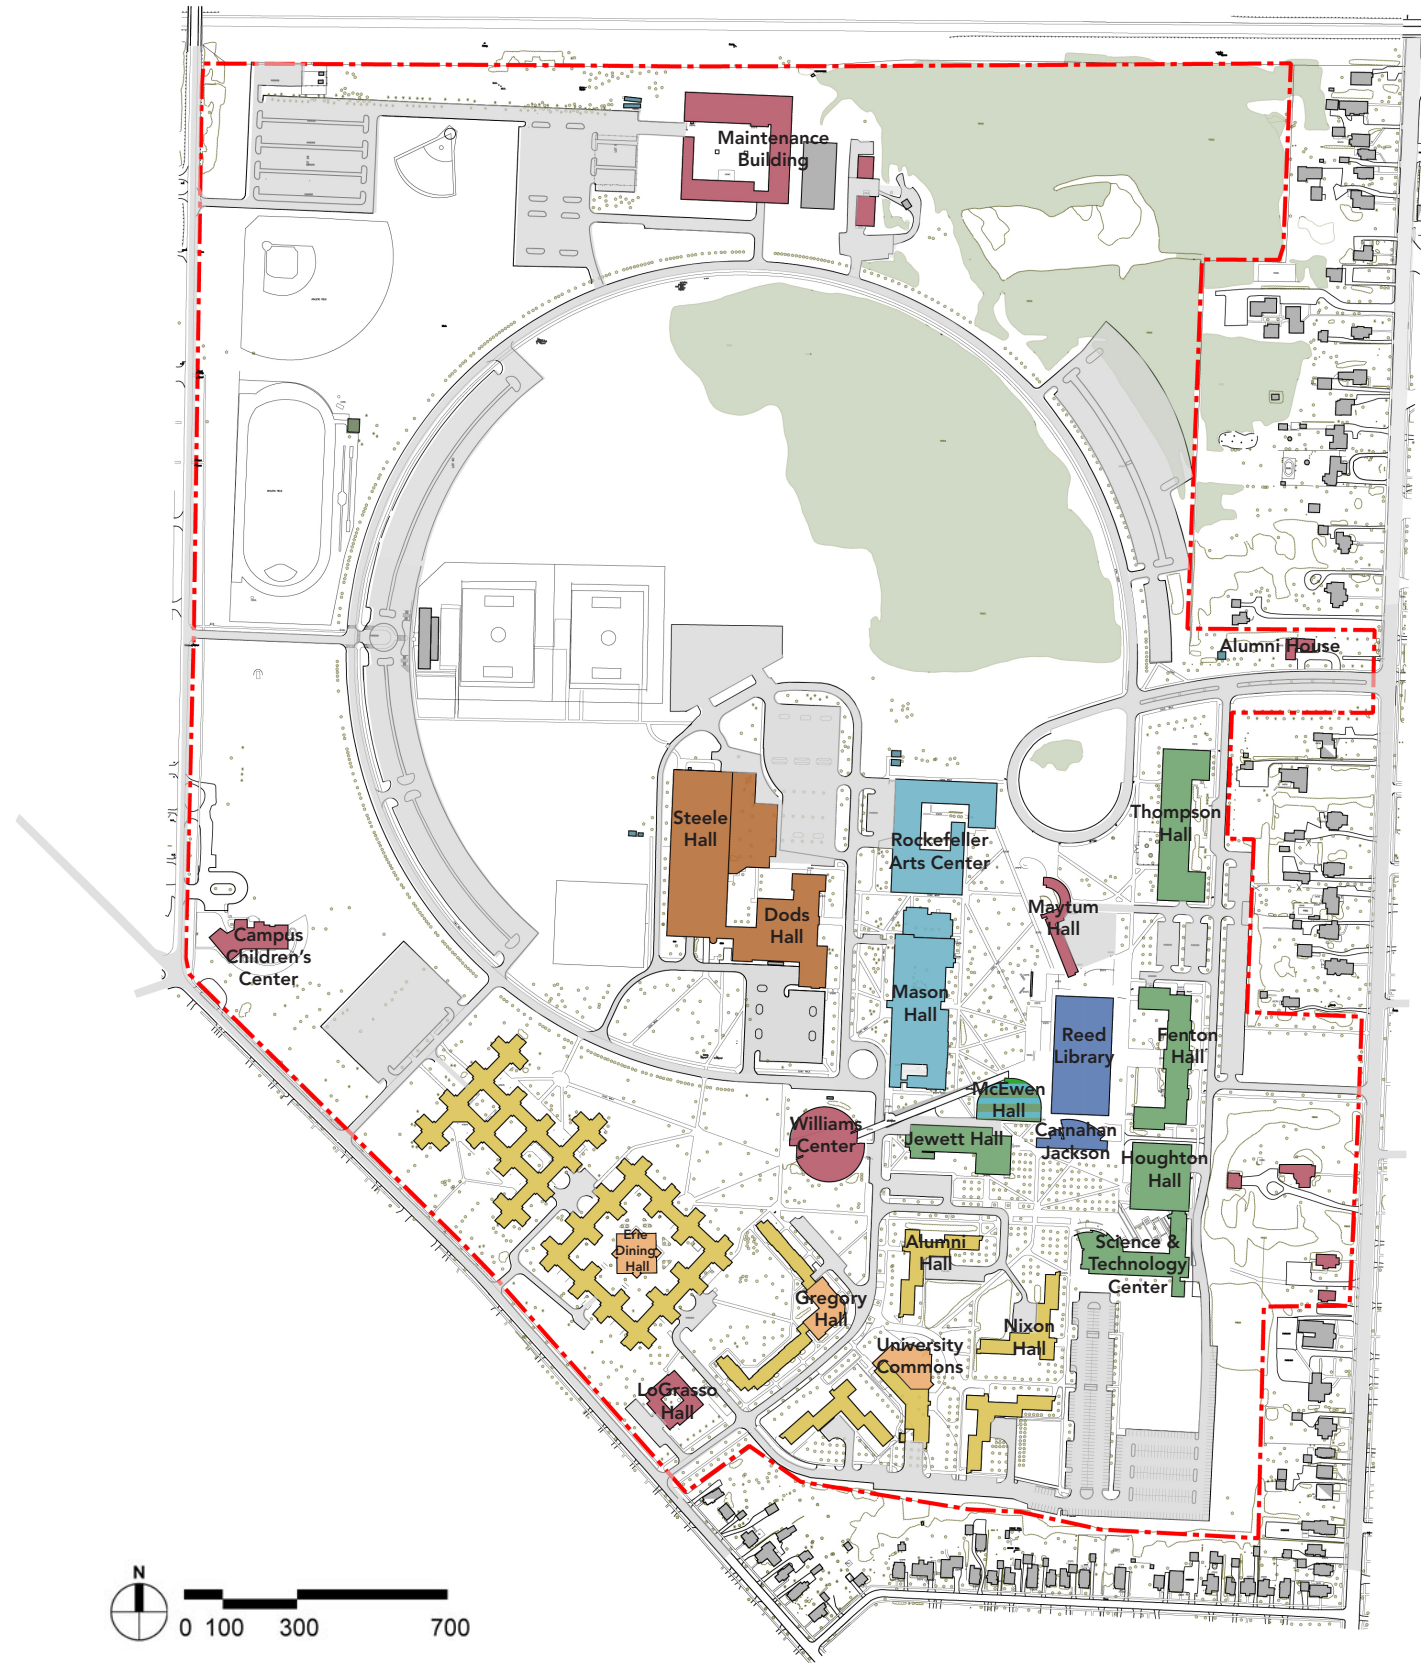 Maintenance
Building
Alumni House
Steele
Hall
Thompson
Hall
Rockefeller
Arts Center
Dods
Hall
Maytum
Hall
Campus
Children's
Center
Mason
Hall
Reed
Library
Fenton
Hall
McEwen
Hall
Williams
Center
Jewett Hall
Carnahan
Jackson
Houghton
Hall
Erie
Dining
Hall
Alumni
Hall
Science &
Technology
Center
Gregory
Hall
Nixon
Hall
University
Commons
LoGrasso
Hall
N
0 100 300 700